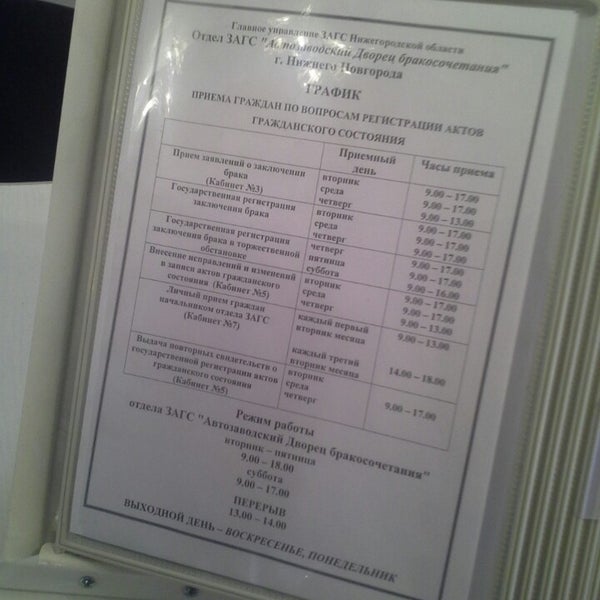 Главное управление ЗАГС Нижегородской области
Отдел ЗАГС "Автозаводский Дворец бракосочетания"
г. Нижнего Новгорода
ГРАФИК
ПРИЕМА ГРАЖДАН ПО ВОПРОСАМ РЕГИСТРАЦИИ АКТОВ
ГРАЖДАНСКОГО СОСТОЯНИЯ
Приемный день
Часы приема
Прием заявлений о заключении
брака
(Кабинет №3)
вторник
среда
четверг
9.00 – 17.00
9.00 – 17.00
9.00 – 13.00
Государственная регистрация
заключения брака
вторник
среда
четверг
9.00 – 17.00
9.00 – 17.00
9.00 – 17.00
Государственная регистрация
заключения брака в торжественной
обстановке
четверг
пятница
суббота
9.00 – 17.00
9.00 – 17.00
9.00 – 16.00
Внесение исправлений и изменений
в записи актов гражданского
состояния (Кабинет №5)
вторник
среда
четверг
9.00 – 17.00
9.00 – 17.00
9.00 – 13.00
Личный прием граждан
начальником отдела ЗАГС
(Кабинет №7)
каждый первый
вторник месяца
9.00 – 13.00
каждый третий
вторник месяца
14.00 – 18.00
Выдача повторных свидетельств о
государственной регистрации актов
гражданского состояния
(Кабинет №5)
вторник
среда
четверг
9.00 – 17.00
Режим работы
отдела ЗАГС "Автозаводский Дворец бракосочетания"
вторник – пятница
9.00 – 18.00
суббота
9.00 – 17.00
ПЕРЕРЫВ
13.00 – 14.00
ВЫХОДНОЙ ДЕНЬ – ВОСКРЕСЕНЬЕ, ПОНЕДЕЛЬНИК